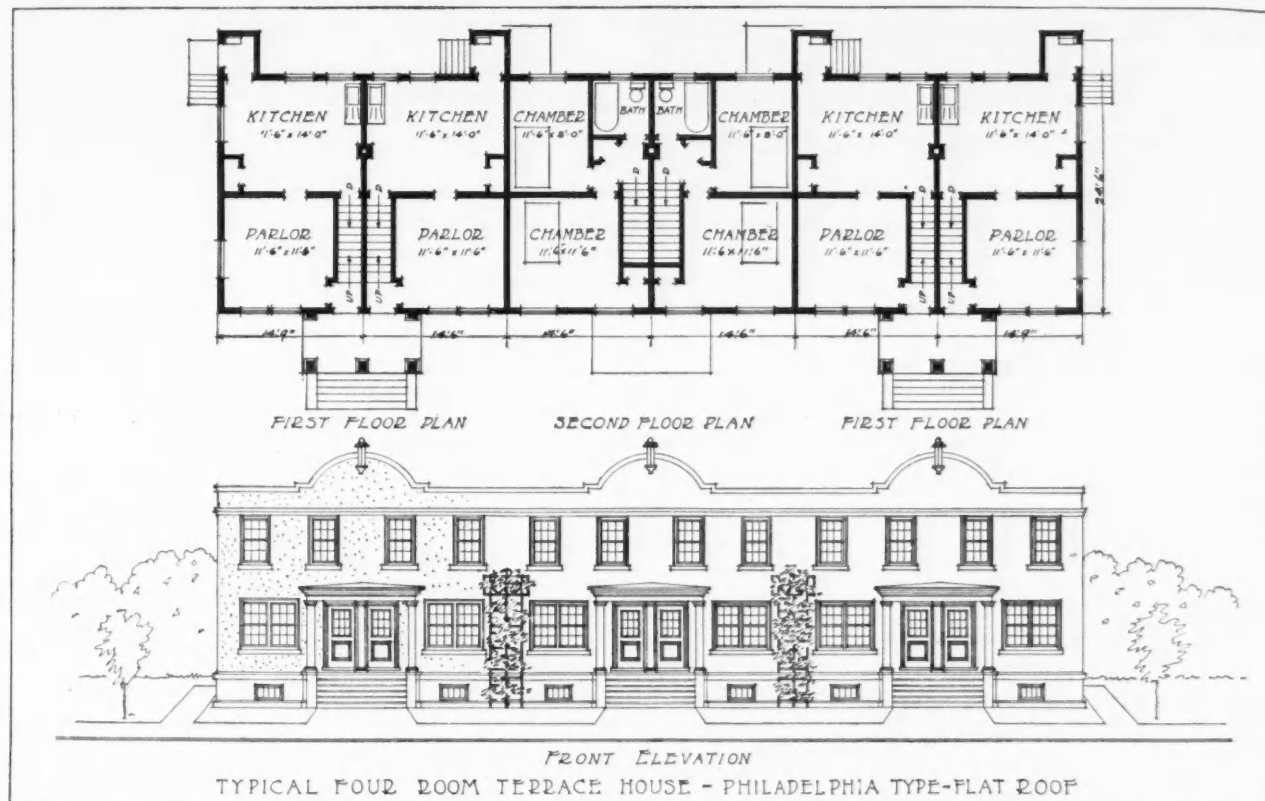 KITCHEN KITCHEN CHAMBER BATH BATH CHAMBER KITCHEN KITCHEN
11'-6" x 14'-0" 11'-6" x 14'-0" 11'-6" x 8'-0" 11'-6" x 8'-0" 11'-6" x 14'-0" 11'-6" x 14'-0"
D D D D D D
24'-6"
PARLOR PARLOR CHAMBER CHAMBER PARLOR PARLOR
11'-6" x 11'-6" 11'-6" x 11'-6" 11'-6" x 11'-6" 11'-6" x 11'-6" 11'-6" x 11'-6" 11'-6" x 11'-6"
UP UP UP UP
14'-9" 14'-6" 14'-6" 14'-6" 14'-6" 14'-9"
FIRST FLOOR PLAN SECOND FLOOR PLAN FIRST FLOOR PLAN
FRONT ELEVATION
TYPICAL FOUR ROOM TERRACE HOUSE - PHILADELPHIA TYPE-FLAT ROOF